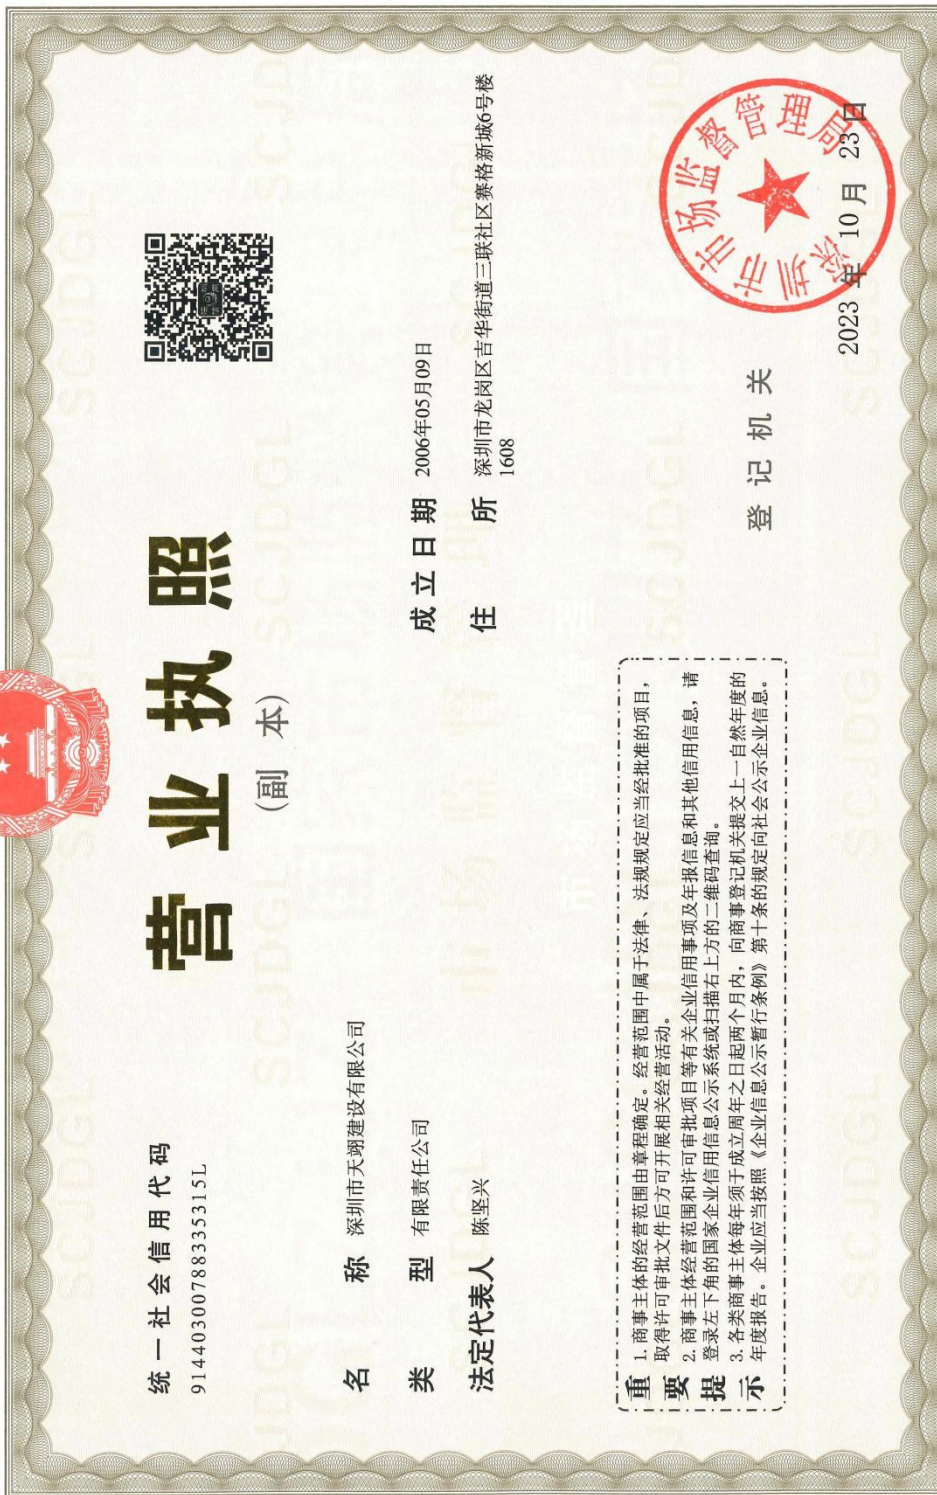 统一社会信用代码
91440300788335315L
营业执照
(副 本)
名 称 深圳市天翊建设有限公司
类 型 有限责任公司
法定代表人 陈坚兴
成立日期 2006年05月09日
住 所 深圳市龙岗区吉华街道三联社区赛格新城6号楼
1608
重要提示
1. 商事主体的经营范围由章程确定。经营范围中属于法律、法规规定应当经批准的项目,
取得许可审批文件后方可开展相关经营活动。
2. 商事主体经营范围和许可审批项目等有关企业信用事项及年报信息和其他信用信息,请
登录左下角的国家企业信用信息公示系统或扫描右上方的二维码查询。
3. 各类商事主体每年须于成立周年之日起两个月内,向商事登记机关提交上一自然年度的
年度报告。企业应当按照《企业信息公示暂行条例》第十条的规定向社会公示企业信息。
登记机关
深圳市市场监督管理局
2023 年 10 月 23 日
SCJDGL